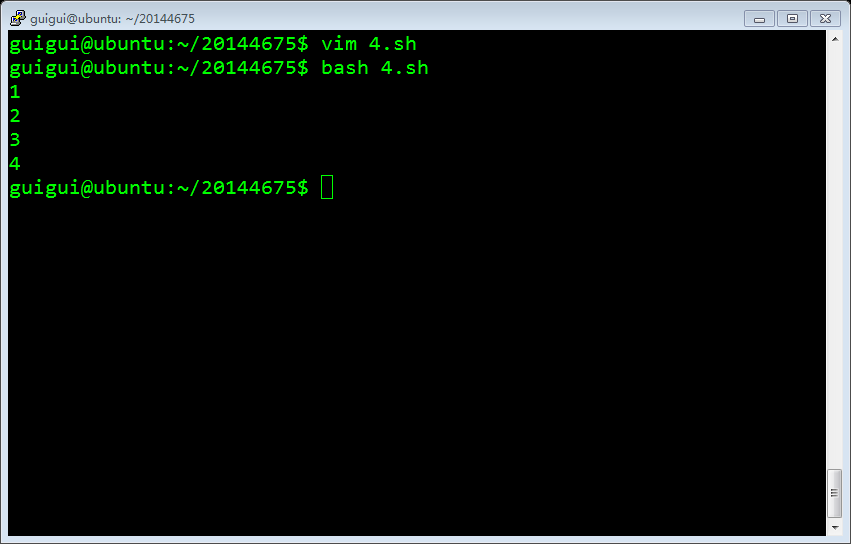 guigui@ubuntu: ~/20144675
guigui@ubuntu:~/20144675$ vim 4.sh
guigui@ubuntu:~/20144675$ bash 4.sh
1
2
3
4
guigui@ubuntu:~/20144675$